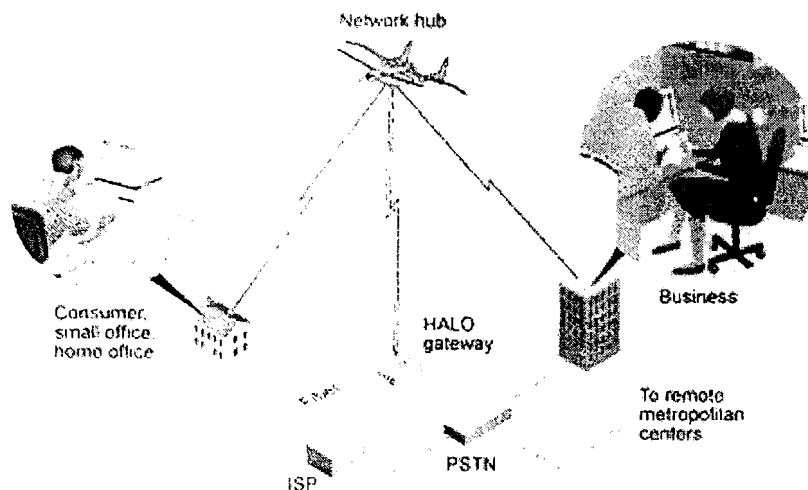 Network hub
Consumer,
small office,
home office
HALO
gateway
Business
To remote
metropolitan
centers
PSTN
ISP